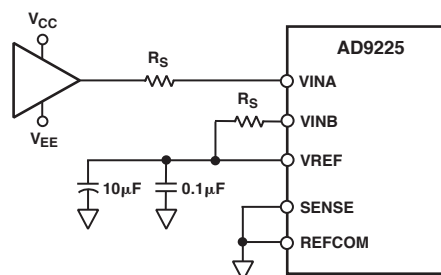 VCC
AD9225
RS
VINA
RS
VINB
VEE
VREF
10μF
0.1μF
SENSE
REFCOM